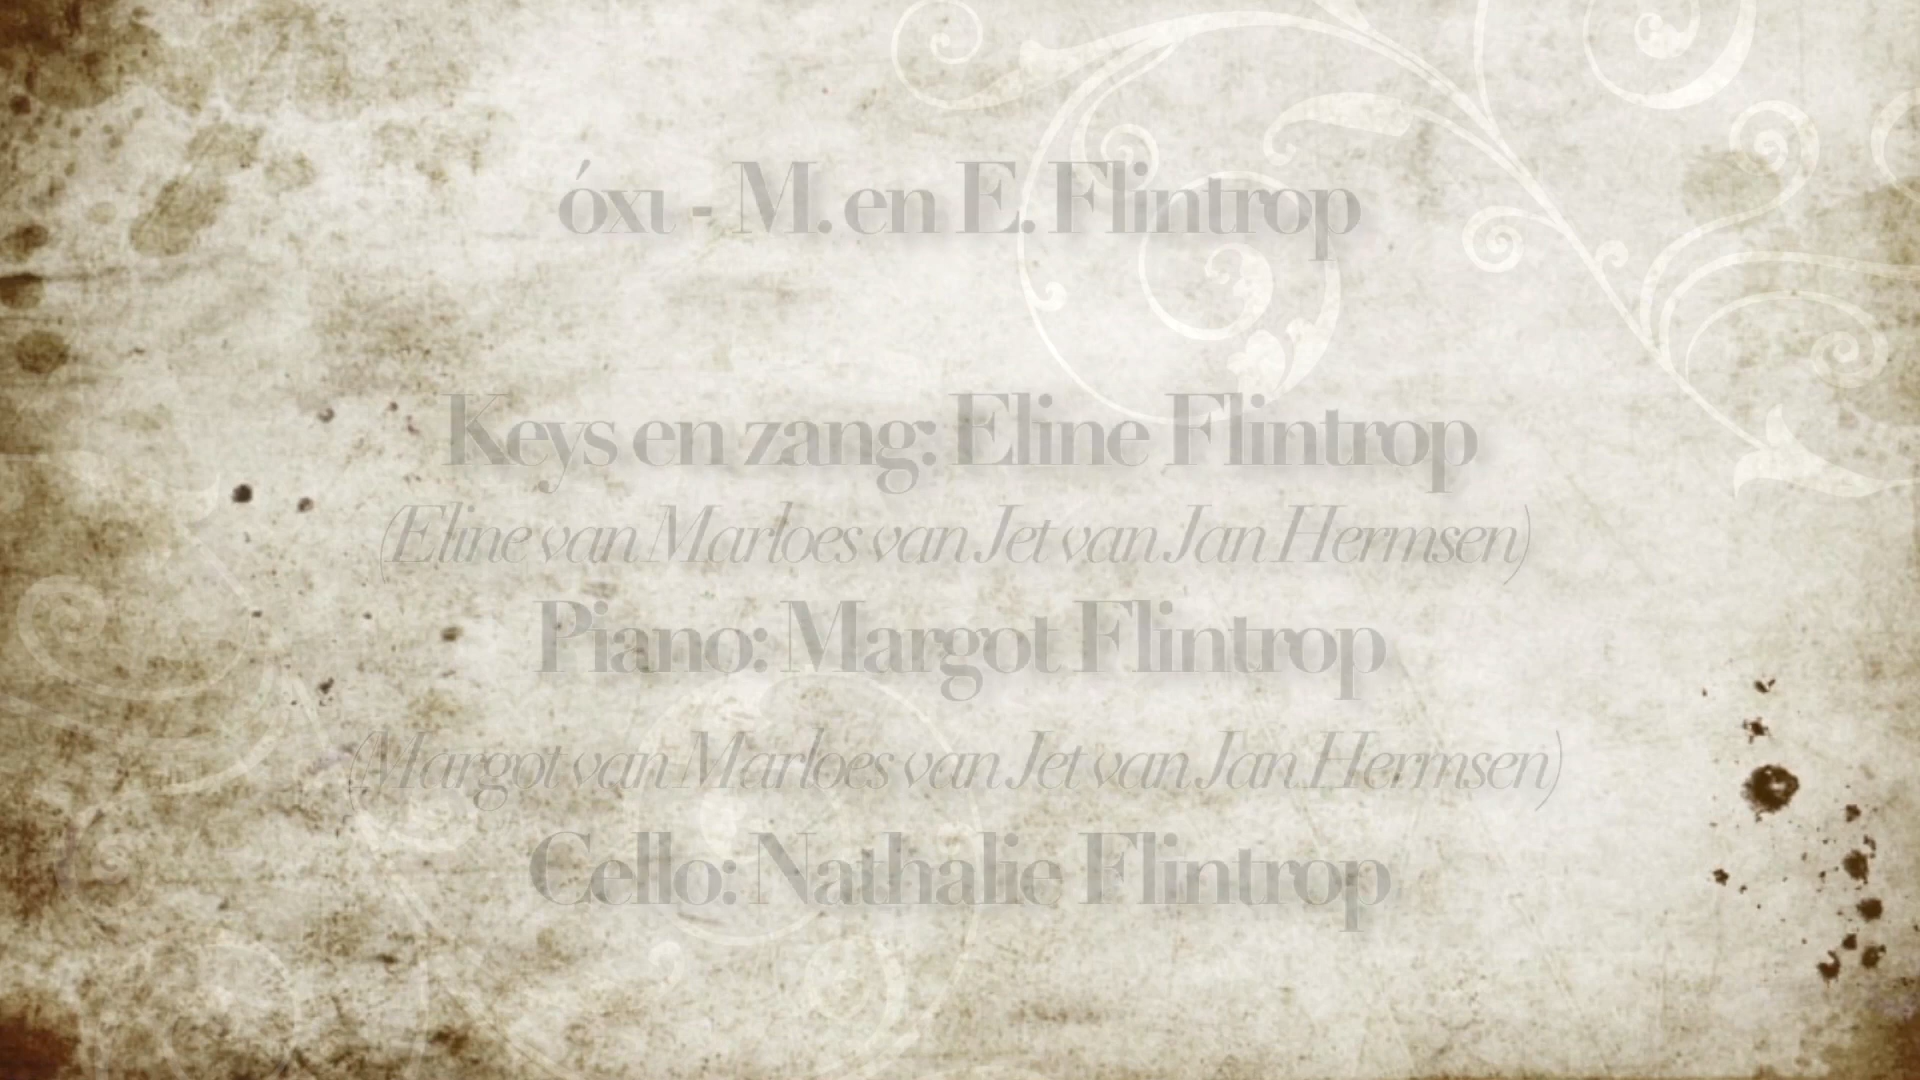 όχι - M. en E. Flintrop
Keys en zang: Eline Flintrop
(Eline van Marloes van Jet van Jan Hermsen)
Piano: Margot Flintrop
(Margot van Marloes van Jet van Jan Hermsen)
Cello: Nathalie Flintrop